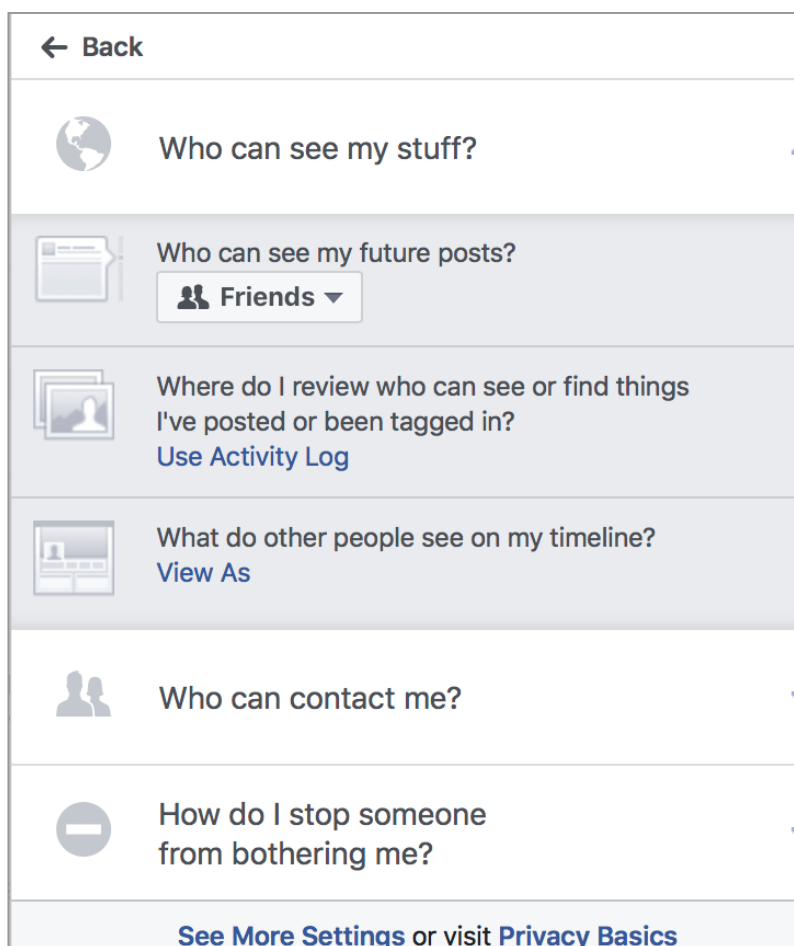 Back
Who can see my stuff?
Who can see my future posts?
Friends
Where do I review who can see or find things
I've posted or been tagged in?
Use Activity Log
What do other people see on my timeline?
View As
Who can contact me?
How do I stop someone
from bothering me?
See More Settings or visit Privacy Basics